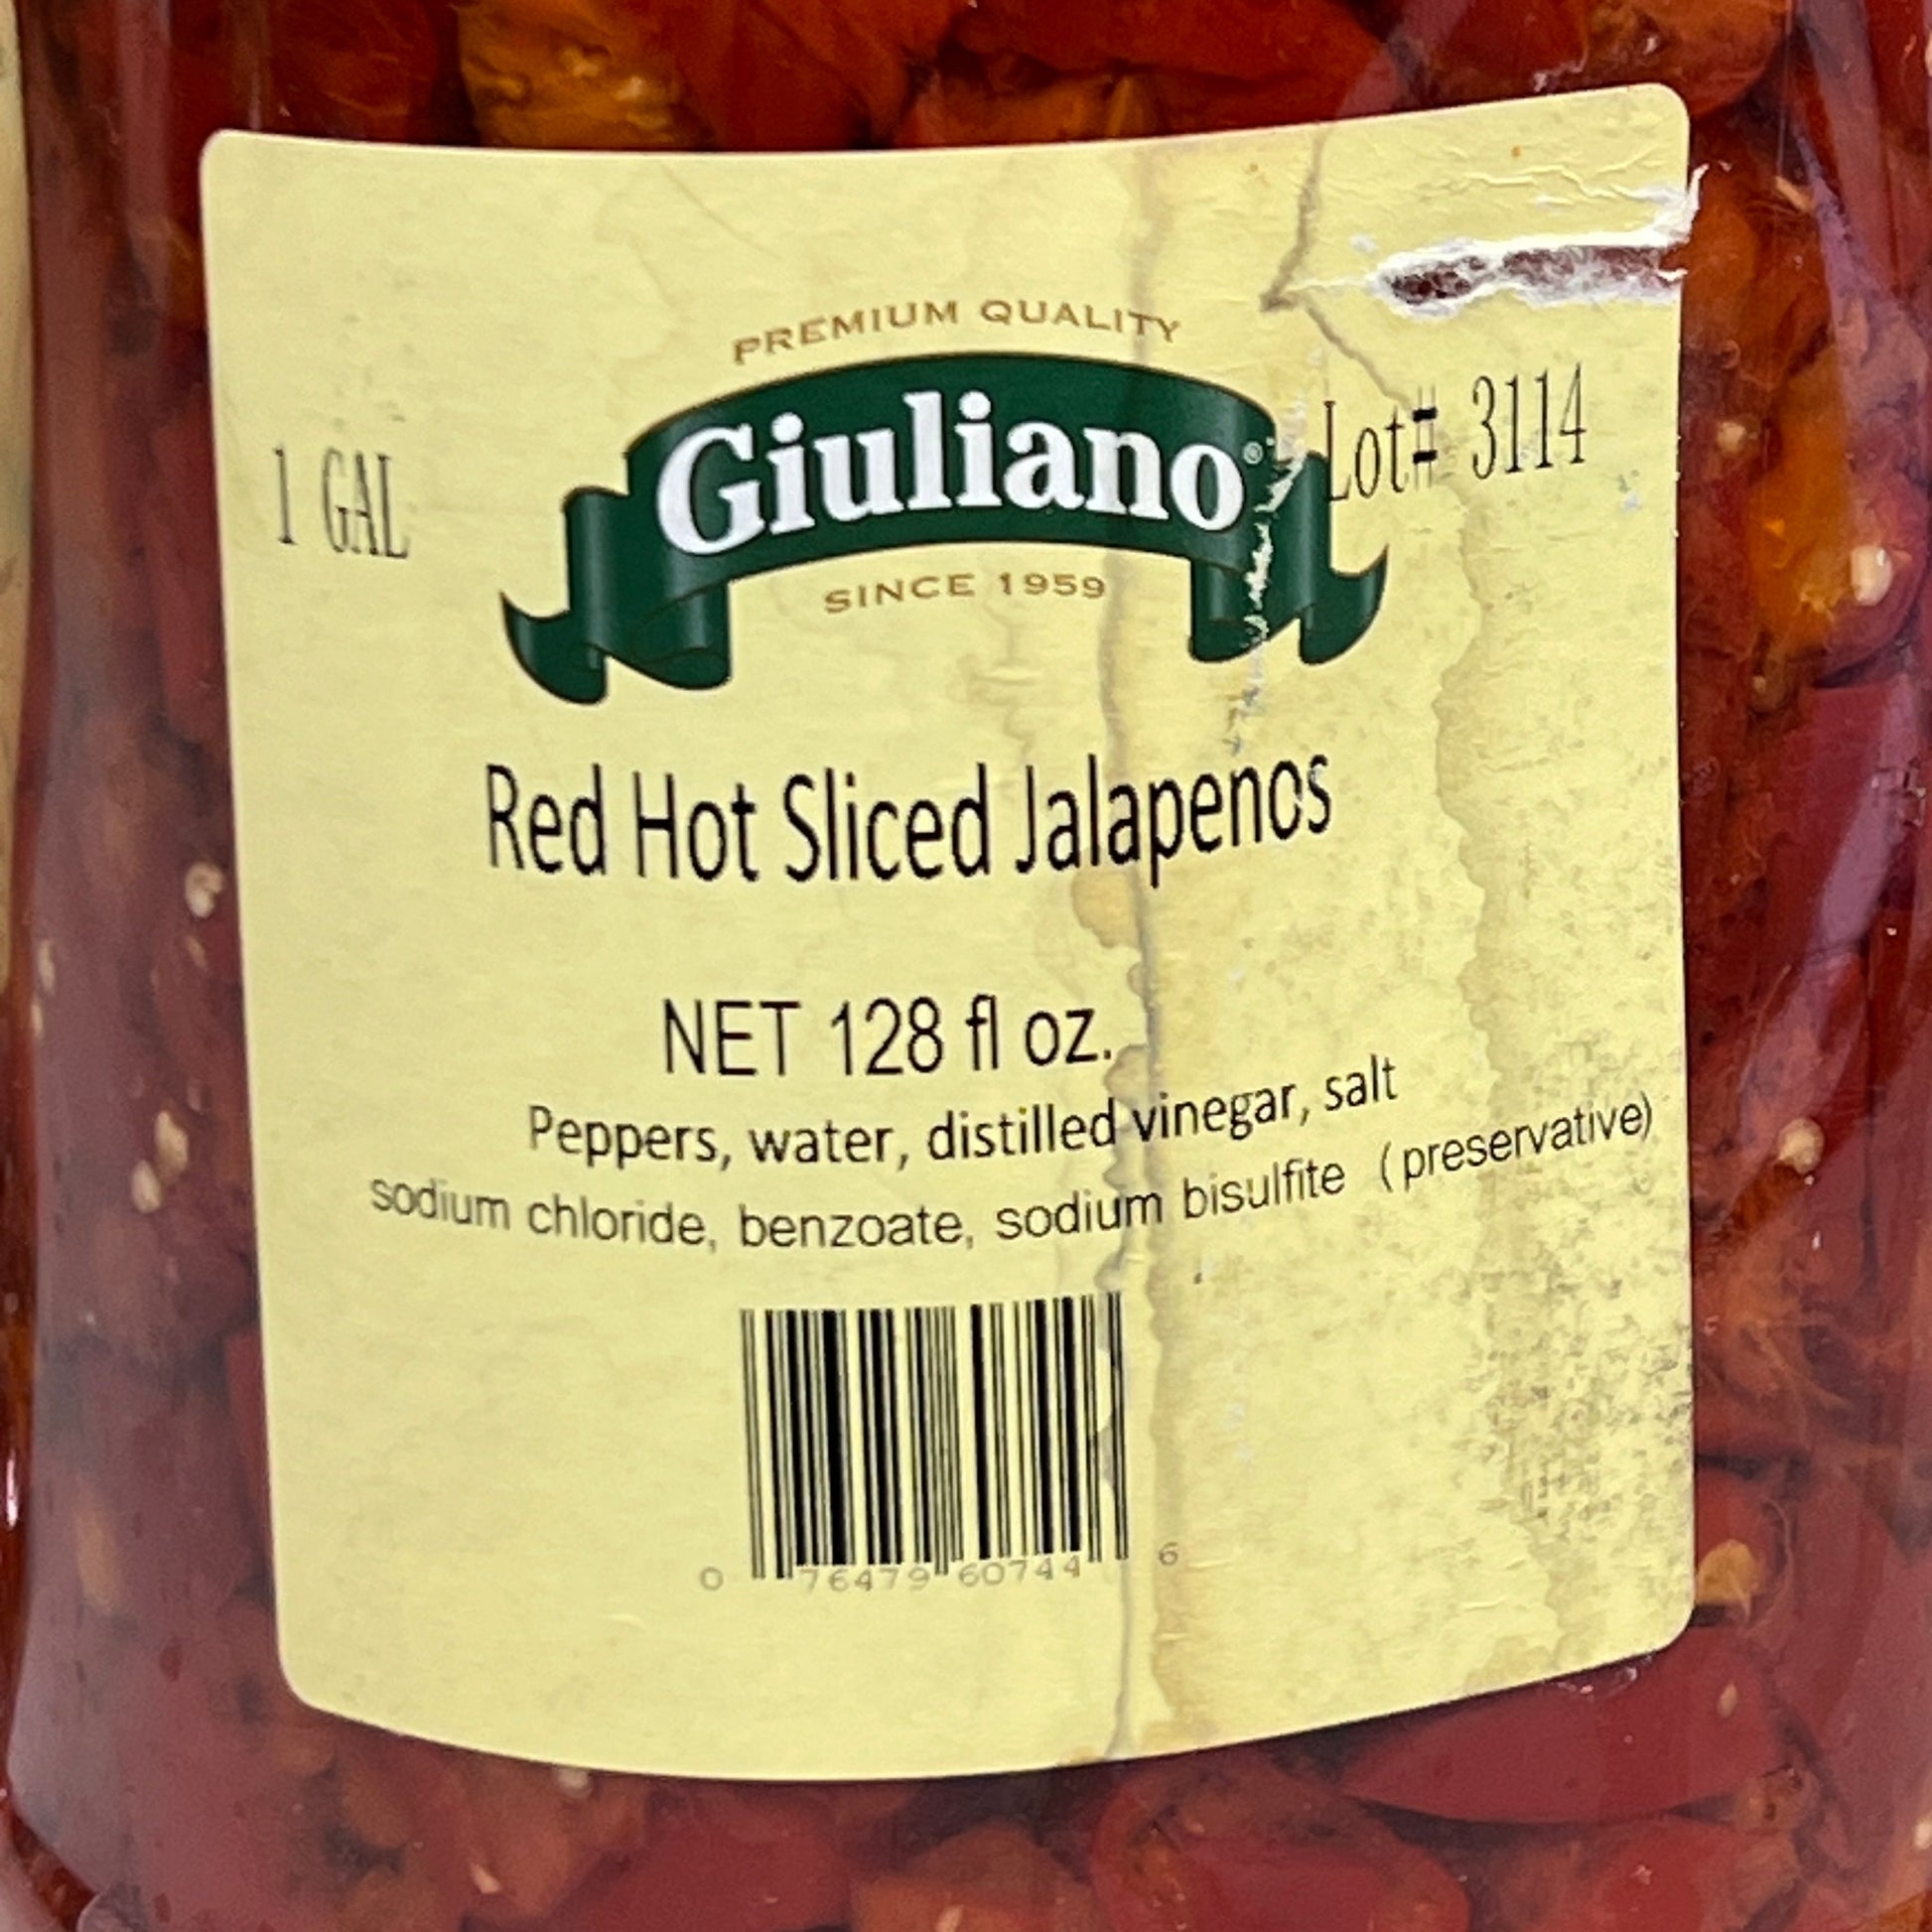 PREMIUM QUALITY
Giuliano®
SINCE 1959
1 GAL
Lot# 3114
Red Hot Sliced Jalapenos
NET 128 fl oz.
Peppers, water, distilled vinegar, salt
sodium chloride, benzoate, sodium bisulfite (preservative)
0 76479 60744 6